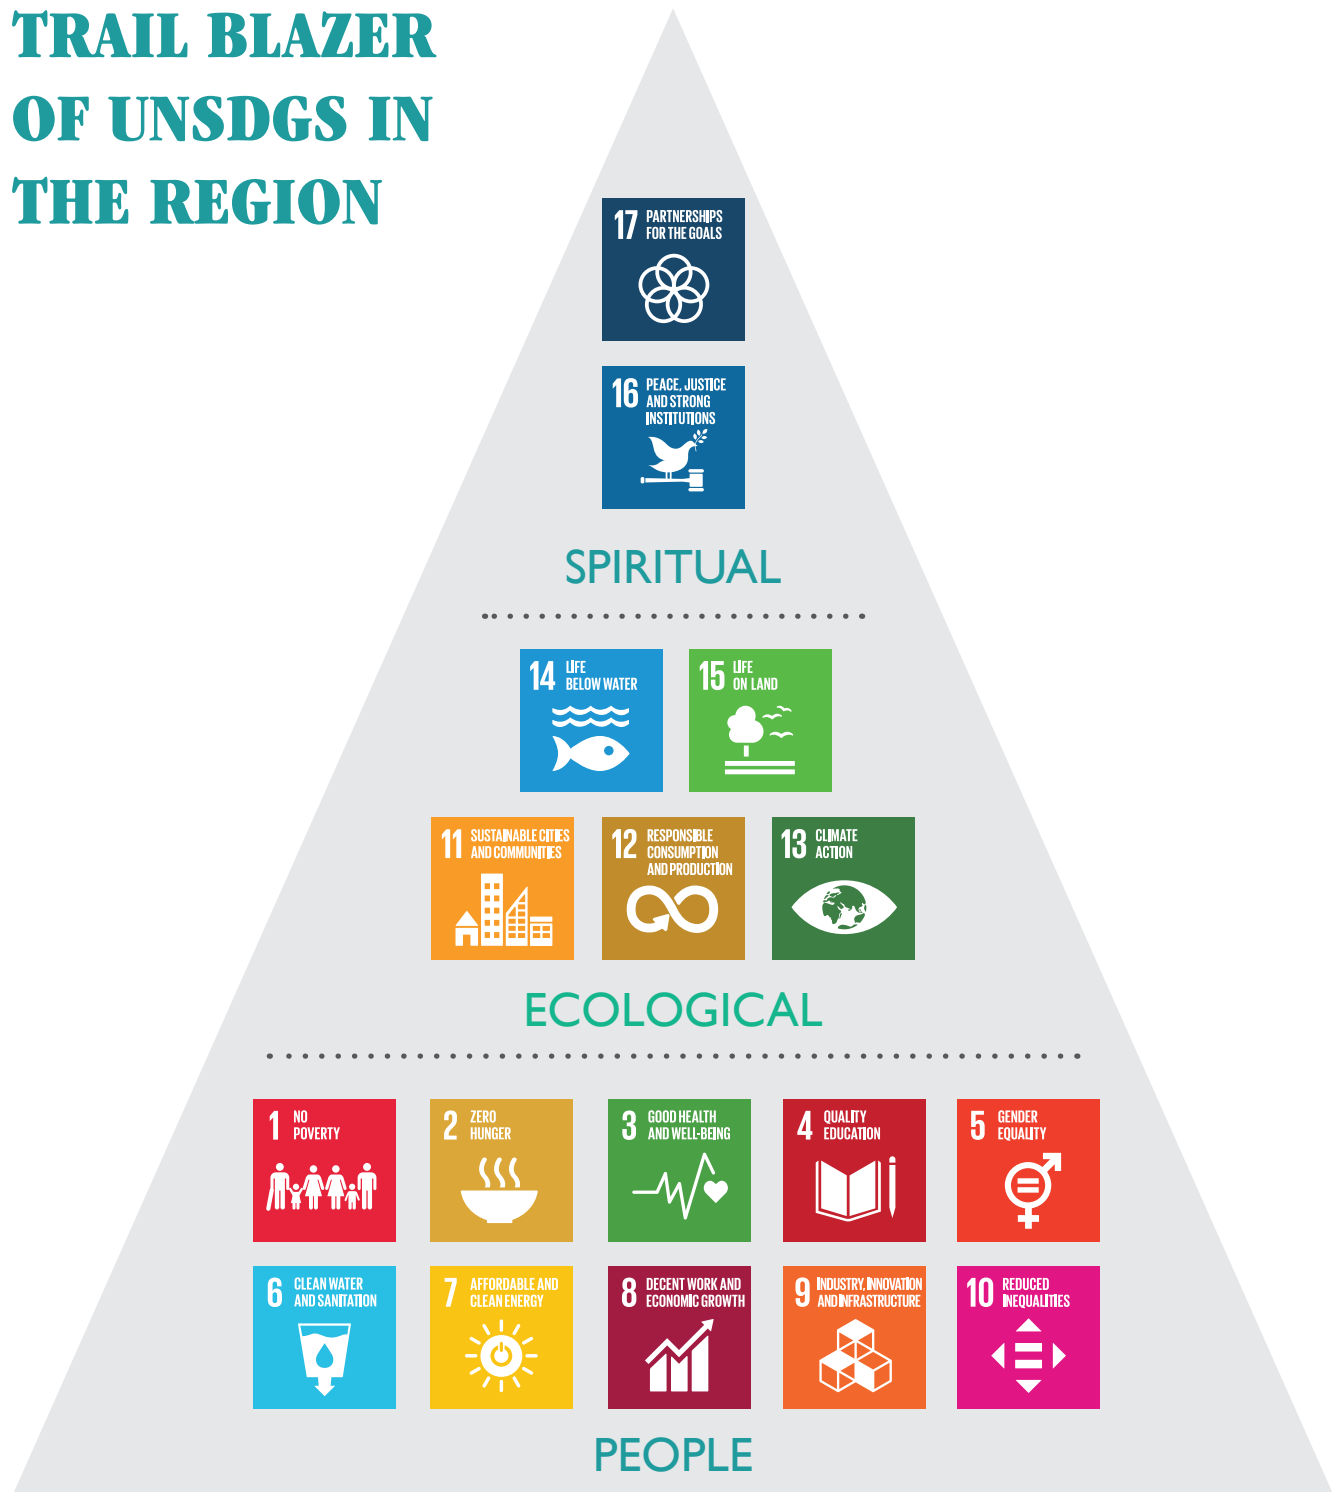 TRAIL BLAZER
OF UNSDGS IN
THE REGION
17 PARTNERSHIPS
FOR THE GOALS
16 PEACE, JUSTICE
AND STRONG
INSTITUTIONS
SPIRITUAL
14 LIFE
BELOW WATER
15 LIFE
ON LAND
11 SUSTAINABLE CITIES
AND COMMUNITIES
12 RESPONSIBLE
CONSUMPTION
AND PRODUCTION
13 CLIMATE
ACTION
ECOLOGICAL
1 NO
POVERTY
2 ZERO
HUNGER
3 GOOD HEALTH
AND WELL-BEING
4 QUALITY
EDUCATION
5 GENDER
EQUALITY
6 CLEAN WATER
AND SANITATION
7 AFFORDABLE AND
CLEAN ENERGY
8 DECENT WORK AND
ECONOMIC GROWTH
9 INDUSTRY, INNOVATION
AND INFRASTRUCTURE
10 REDUCED
INEQUALITIES
PEOPLE